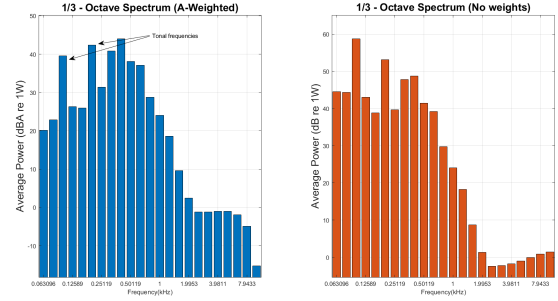 1/3 - Octave Spectrum (A-Weighted)
Average Power (dBA re 1W)
50
40
30
20
10
0
-10
Tonal frequencies
0.063096 0.12589 0.25119 0.50119 1 1.9953 3.9811 7.9433
Frequency(kHz)
1/3 - Octave Spectrum (No weights)
Average Power (dB re 1W)
60
50
40
30
20
10
0
0.063096 0.12589 0.25119 0.50119 1 1.9953 3.9811 7.9433
Frequency(kHz)